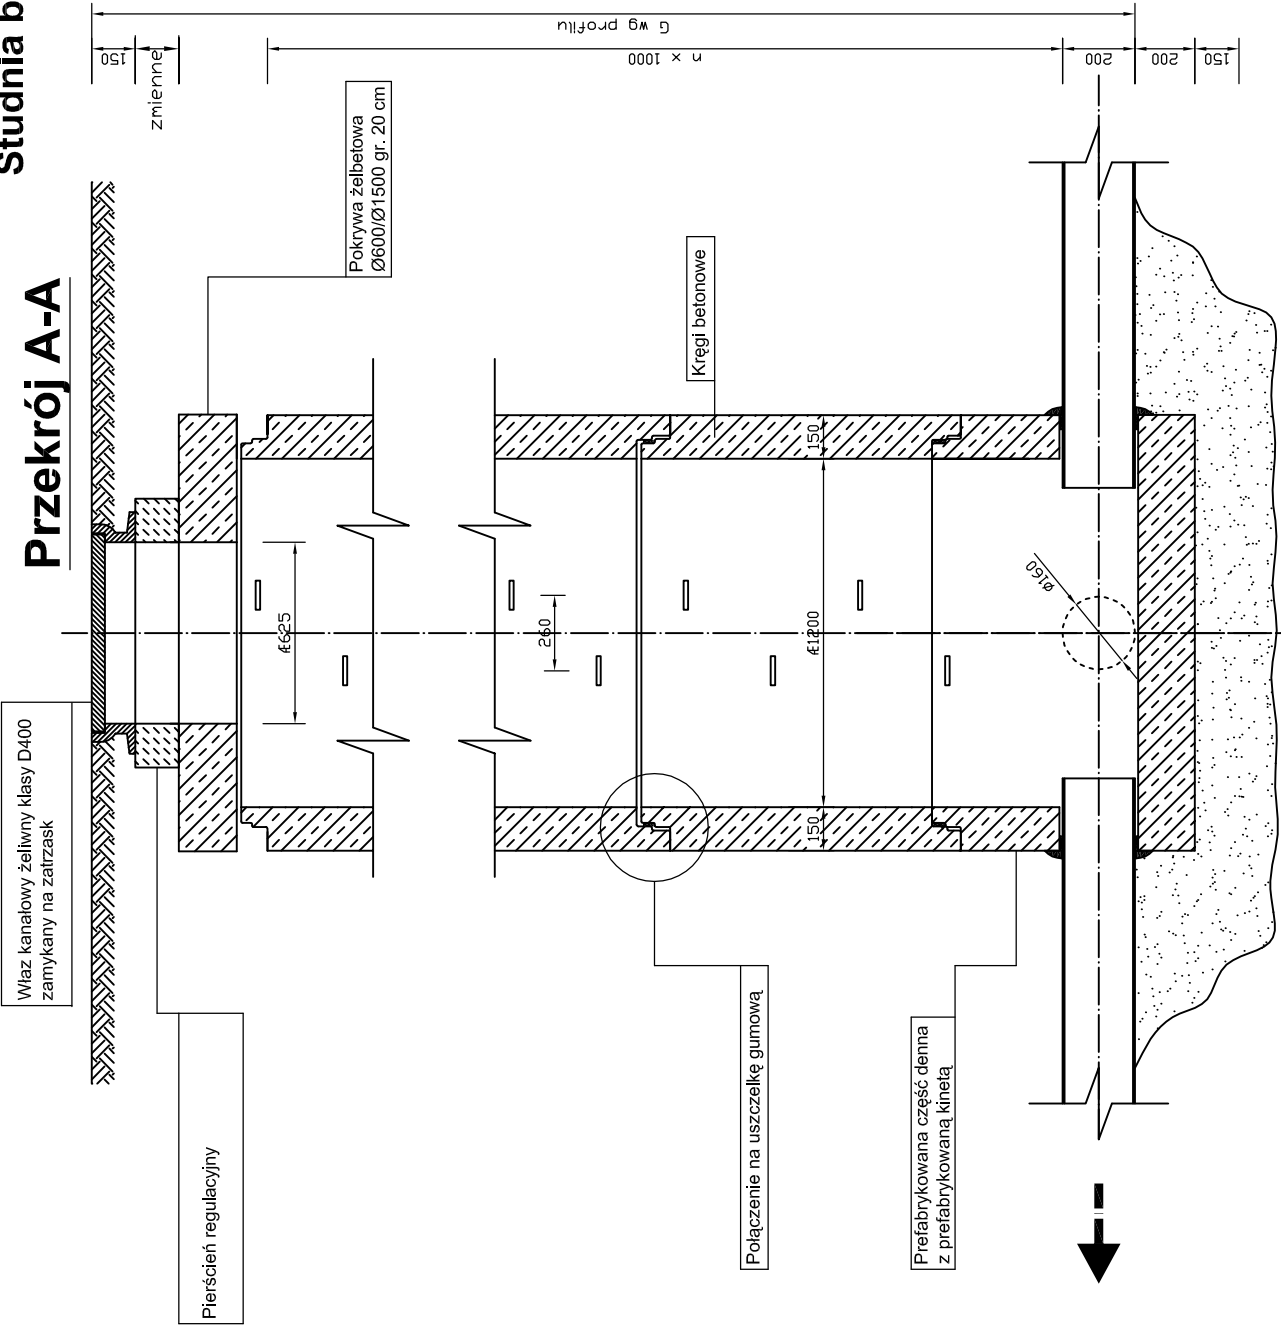 Studnia b
Przekrój A-A
Właz kanałowy żeliwny klasy D400
zamykany na zatrzask
Pierścień regulacyjny
Pokrywa żelbetowa
Ø600/Ø1500 gr. 20 cm
Kręgi betonowe
Połączenie na uszczelkę gumową
Prefabrykowana część denna
z prefabrykowaną kinetą
G wg profilu
150
zmienne
n x 1000
200
200
150
Æ625
260
150
Æ1200
150
Ø160